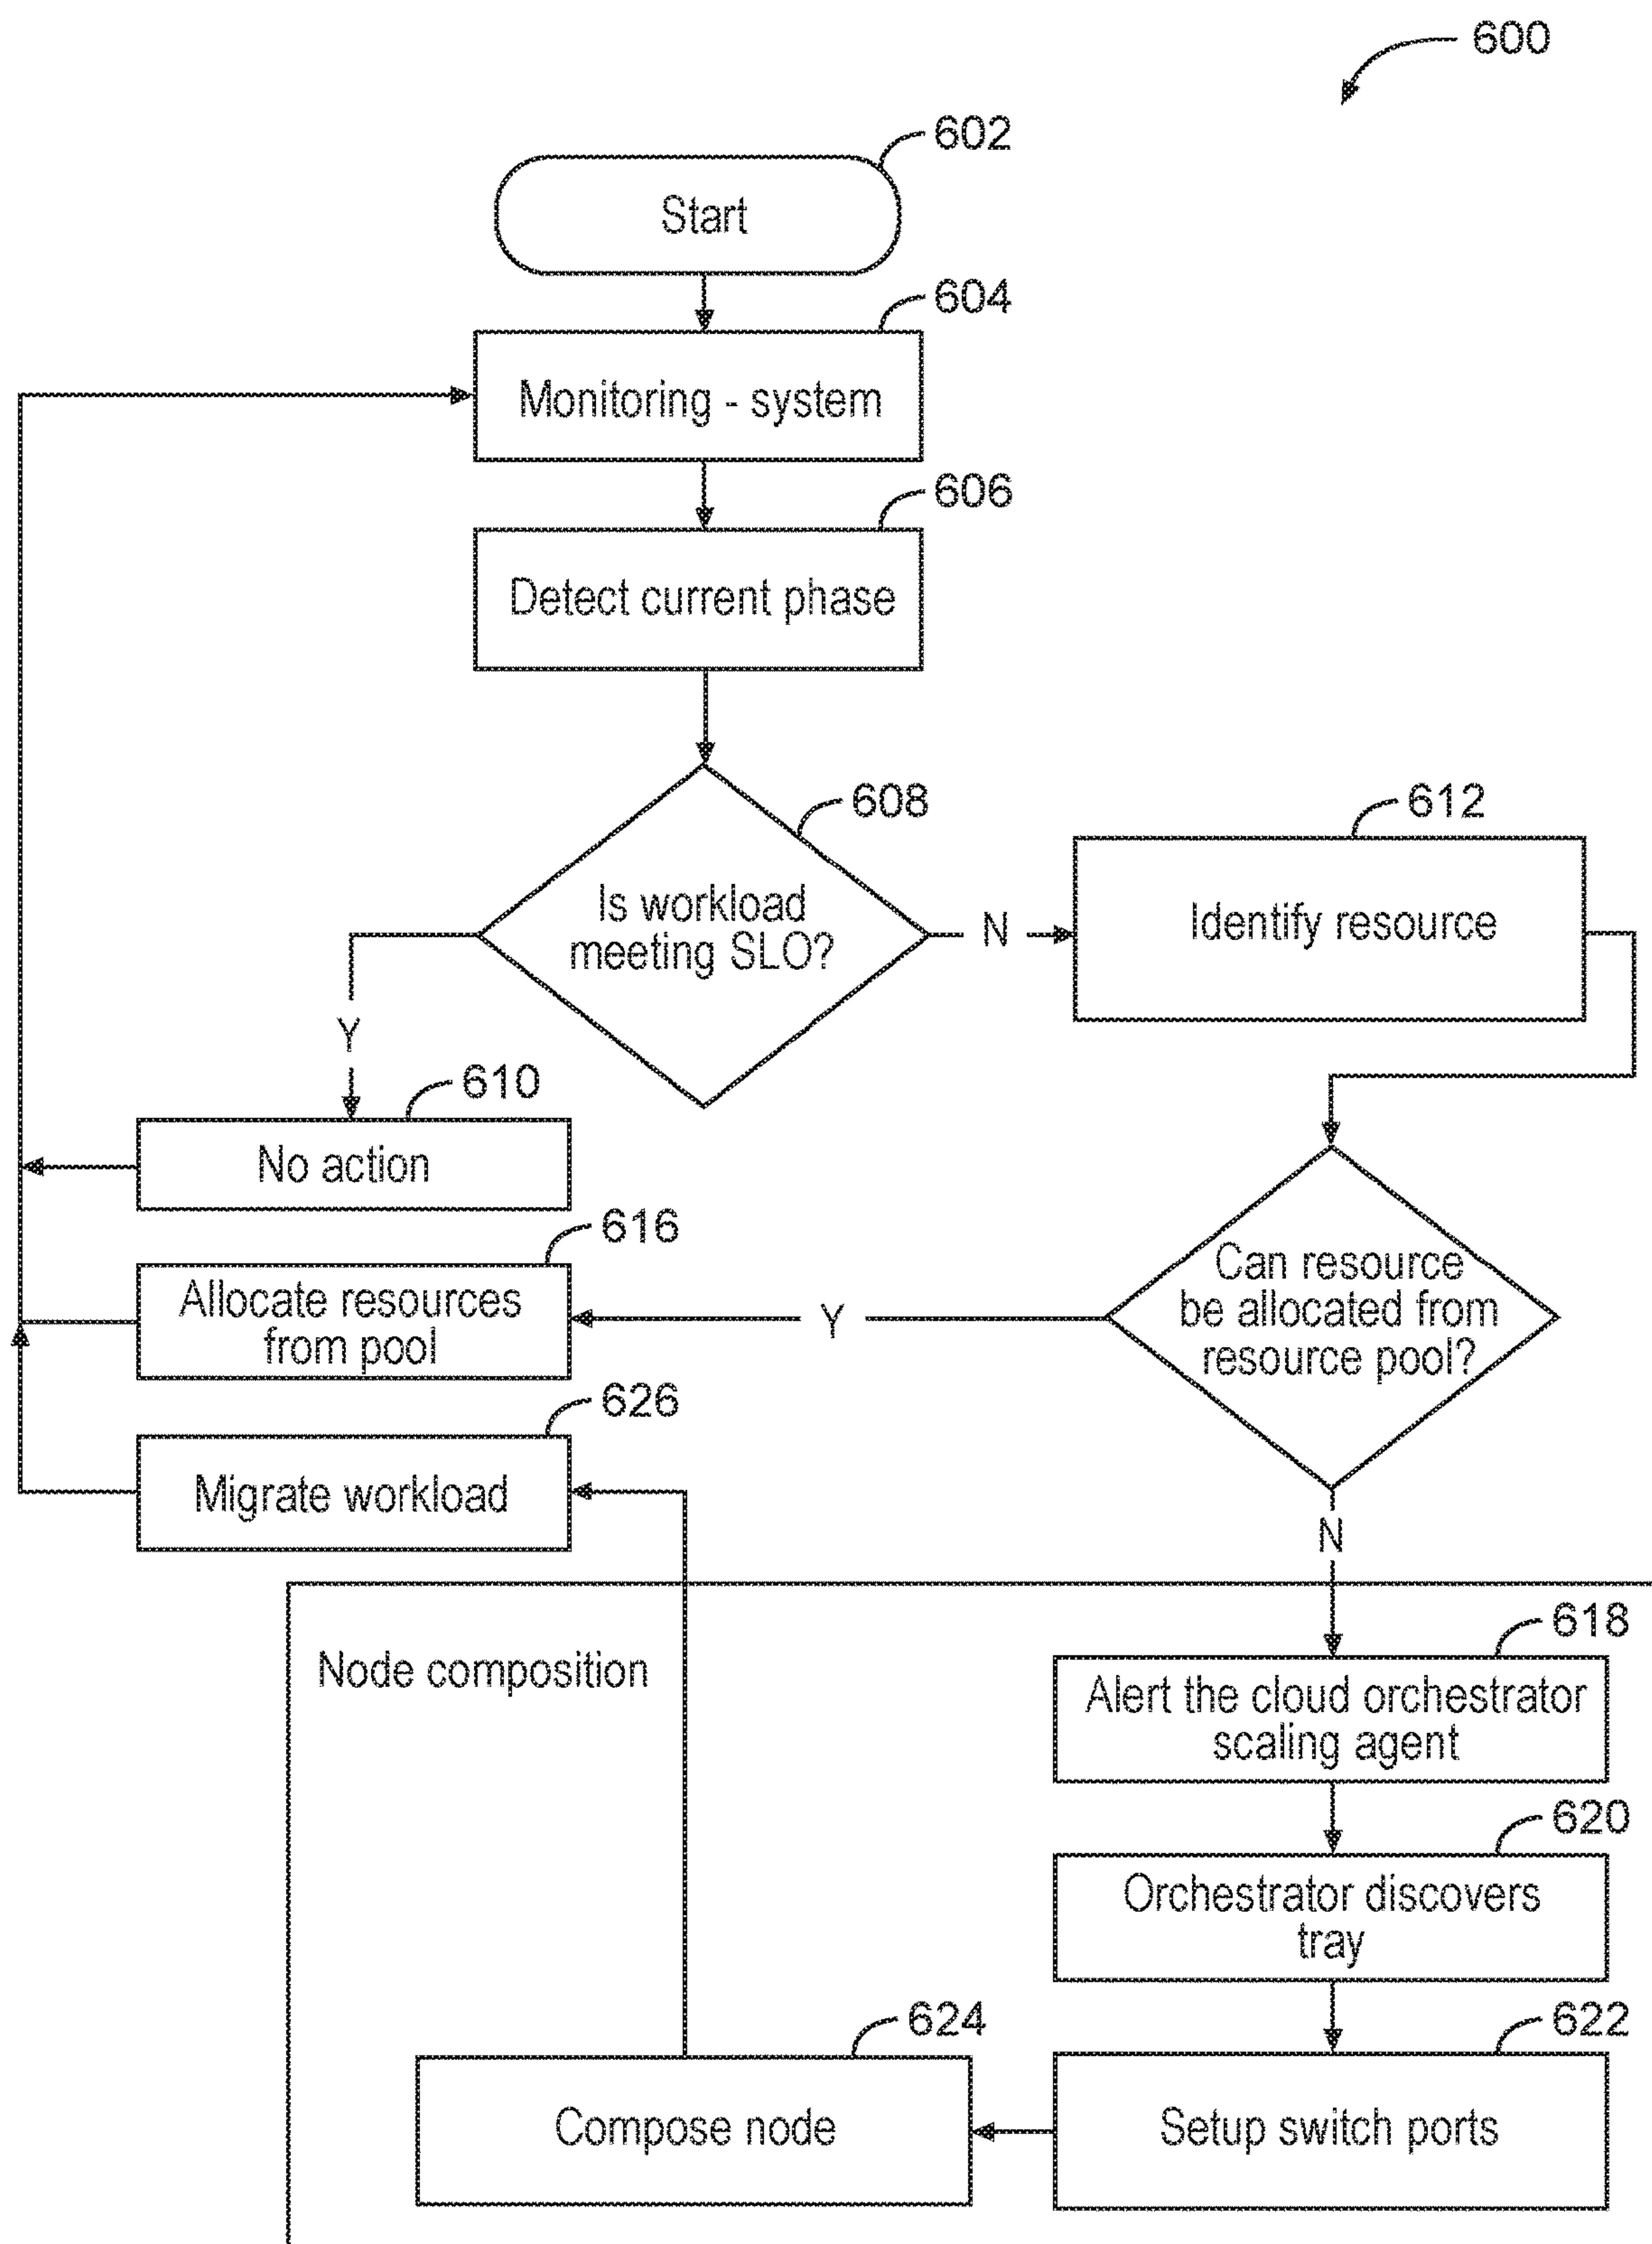 600
602
Start
604
Monitoring - system
606
Detect current phase
608
Is workload
meeting SLO?
N
612
Identify resource
Y
610
No action
616
Allocate resources
from pool
Y
Can resource
be allocated from
resource pool?
626
Migrate workload
N
Node composition
618
Alert the cloud orchestrator
scaling agent
620
Orchestrator discovers
tray
622
Setup switch ports
624
Compose node